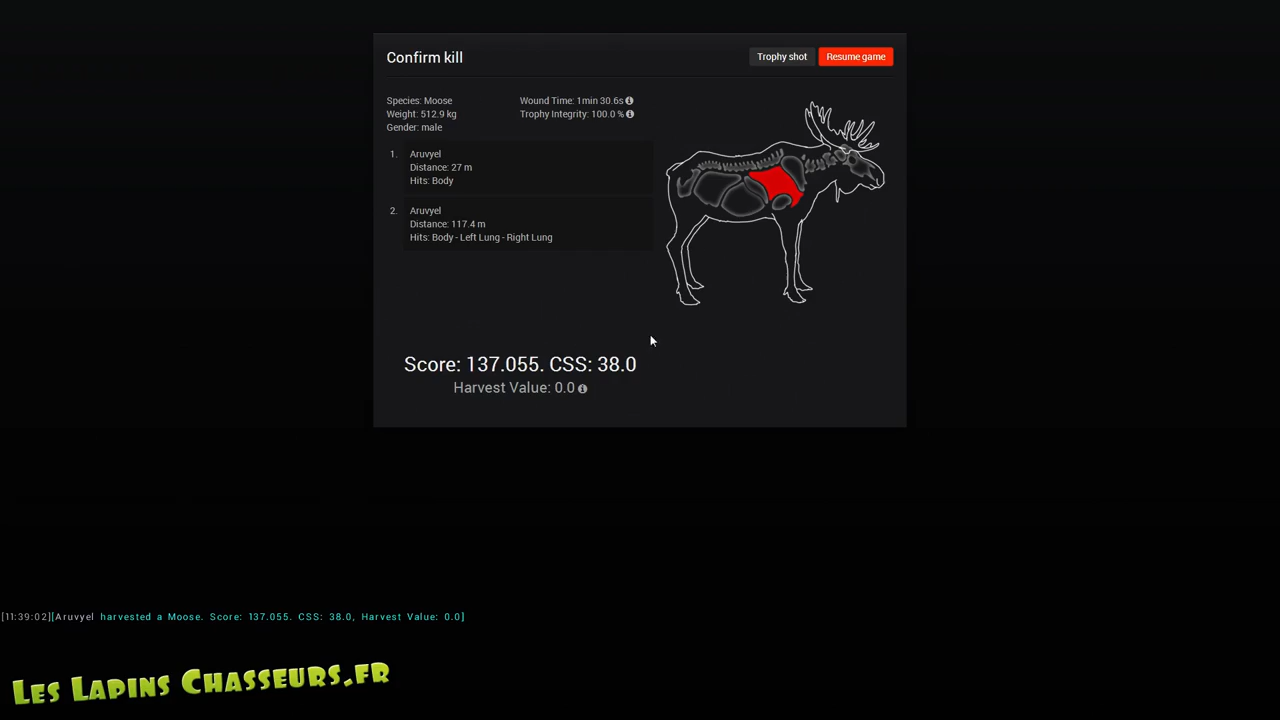 Confirm kill
Trophy shot
Resume game
Species: Moose
Weight: 512.9 kg
Gender: male
Wound Time: 1min 30.6s
Trophy Integrity: 100.0 %
1. Aruvyel
Distance: 27 m
Hits: Body
2. Aruvyel
Distance: 117.4 m
Hits: Body - Left Lung - Right Lung
Score: 137.055. CSS: 38.0
Harvest Value: 0.0
[11:39:02][Aruvyel harvested a Moose. Score: 137.055. CSS: 38.0, Harvest Value: 0.0]
Les Lapins Chasseurs.fr